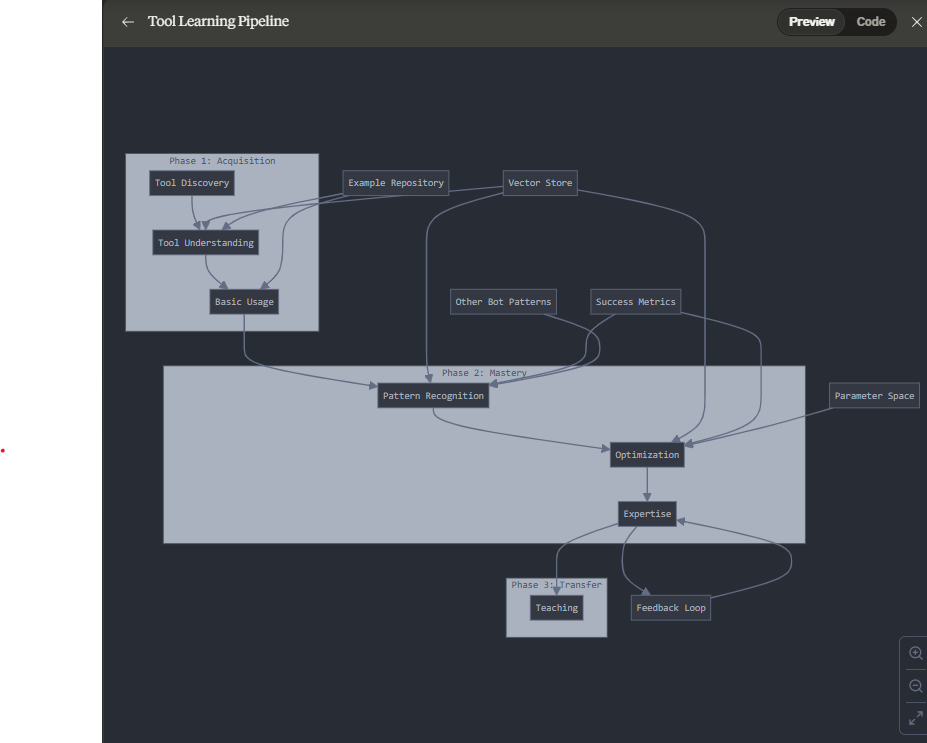 Tool Learning Pipeline
Preview
Code
Phase 1: Acquisition
Tool Discovery
Example Repository
Vector Store
Tool Understanding
Basic Usage
Other Bot Patterns
Success Metrics
Phase 2: Mastery
Pattern Recognition
Parameter Space
Optimization
Expertise
Phase 3: Transfer
Teaching
Feedback Loop